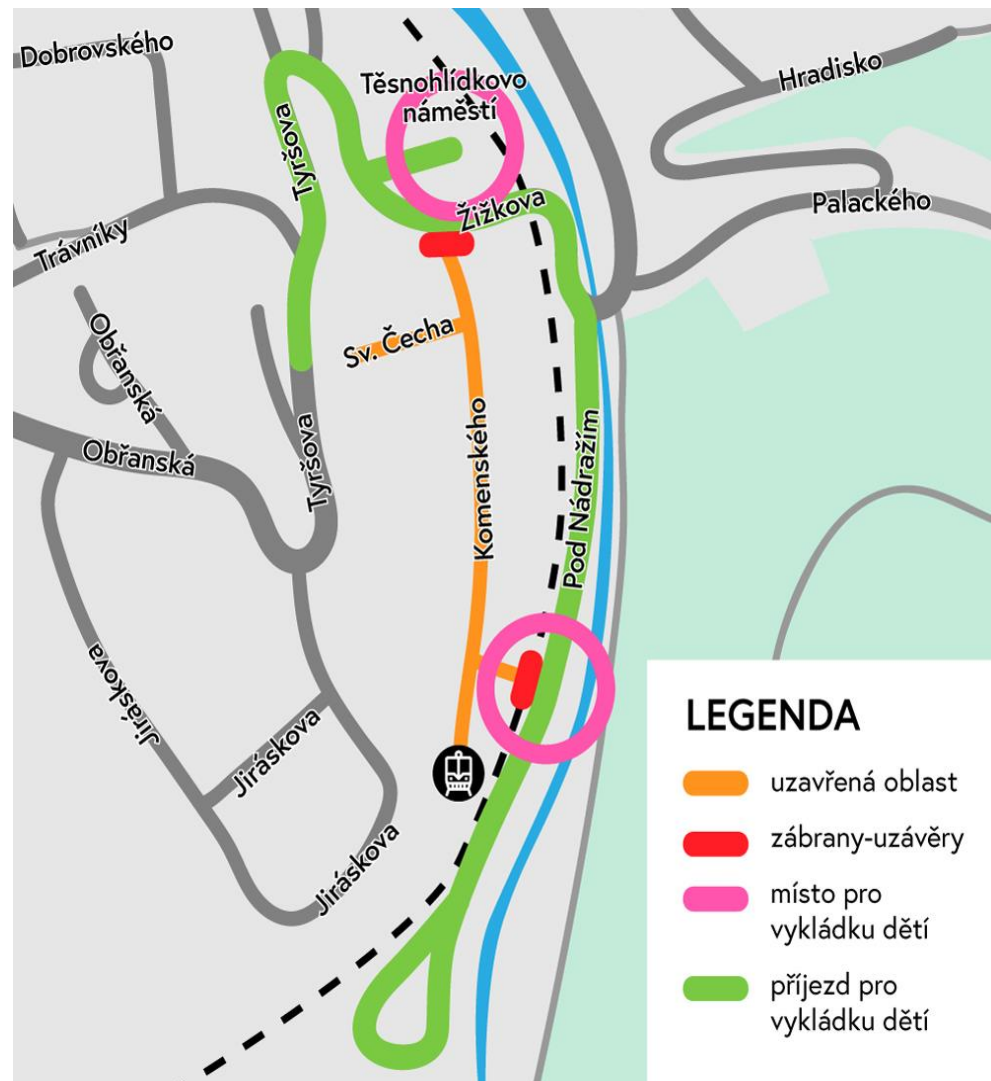 Dobrovského
Těsnohlídkovo
náměstí
Hradisko
Tyršova
Žižkova
Palackého
Trávníky
Obřanská
Sv. Čecha
Obřanská
Tyršova
Komenského
Pod Nádražím
Jiráskova
Jiráskova
Jiráskova
LEGENDA
uzavřená oblast
zábrany-uzávěry
místo pro
vykládku dětí
příjezd pro
vykládku dětí